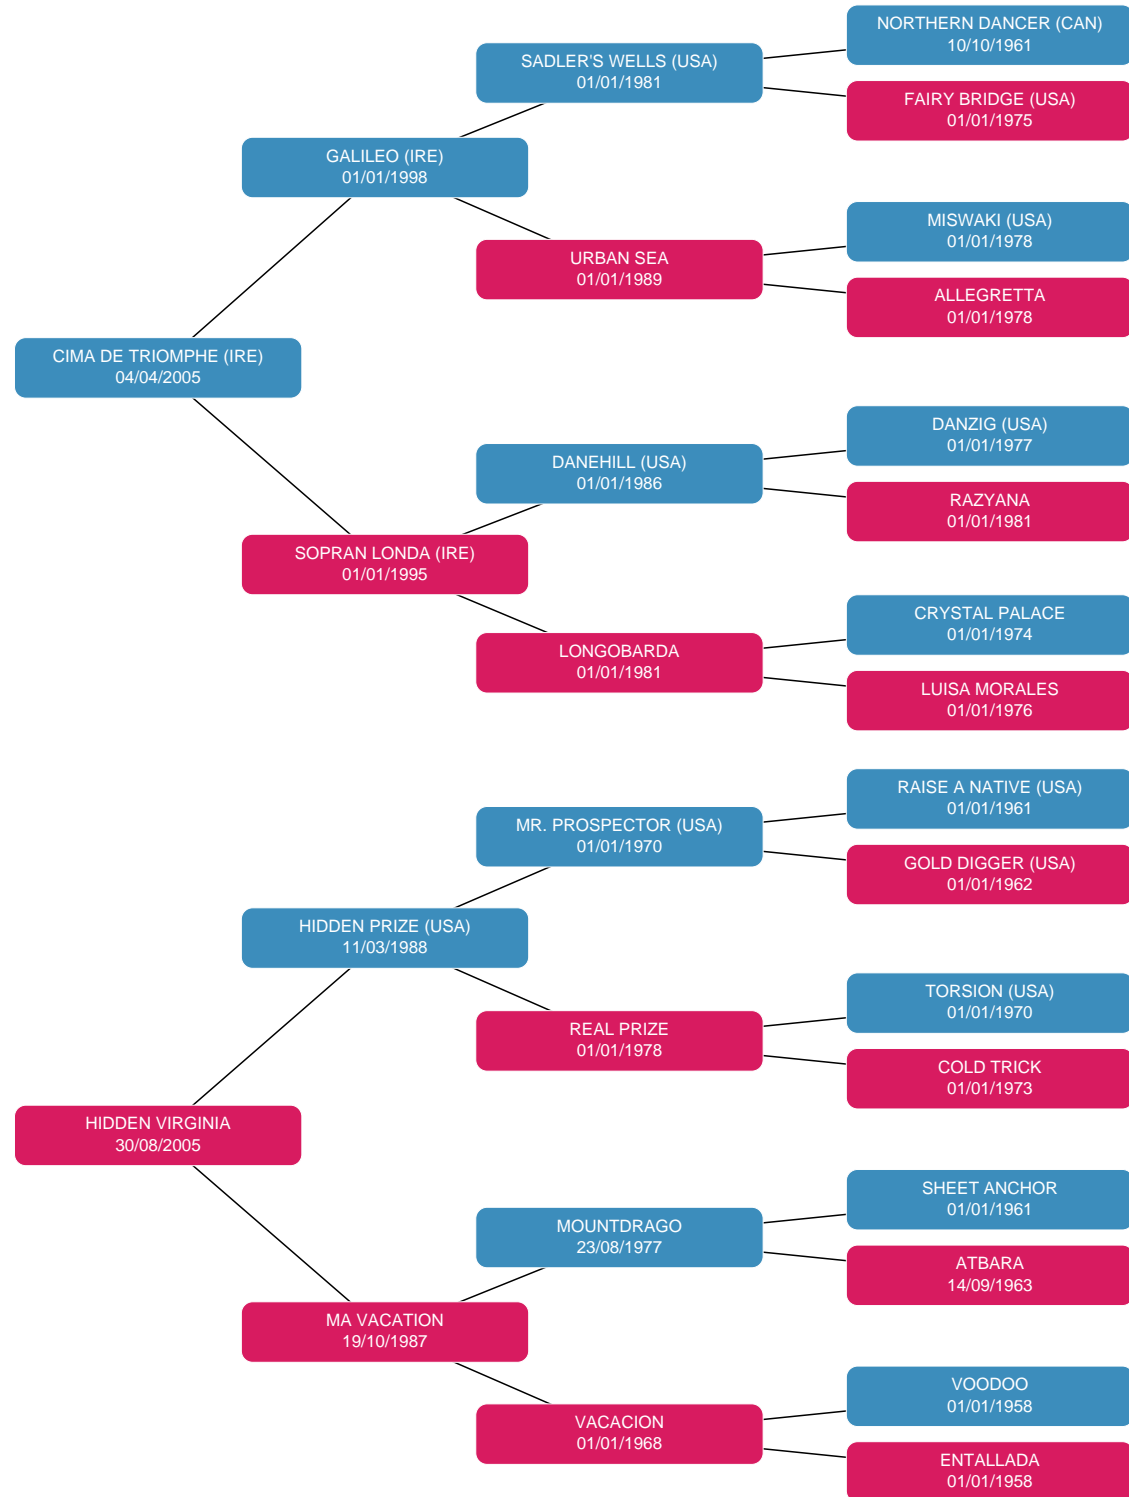 NORTHERN DANCER (CAN)
10/10/1961
SADLER'S WELLS (USA)
01/01/1981
FAIRY BRIDGE (USA)
01/01/1975
GALILEO (IRE)
01/01/1998
MISWAKI (USA)
01/01/1978
URBAN SEA
01/01/1989
ALLEGRETTA
01/01/1978
CIMA DE TRIOMPHE (IRE)
04/04/2005
DANZIG (USA)
01/01/1977
DANEHILL (USA)
01/01/1986
RAZYANA
01/01/1981
SOPRAN LONDA (IRE)
01/01/1995
CRYSTAL PALACE
01/01/1974
LONGOBARDA
01/01/1981
LUISA MORALES
01/01/1976
RAISE A NATIVE (USA)
01/01/1961
MR. PROSPECTOR (USA)
01/01/1970
GOLD DIGGER (USA)
01/01/1962
HIDDEN PRIZE (USA)
11/03/1988
TORSION (USA)
01/01/1970
REAL PRIZE
01/01/1978
COLD TRICK
01/01/1973
HIDDEN VIRGINIA
30/08/2005
SHEET ANCHOR
01/01/1961
MOUNTDRAGO
23/08/1977
ATBARA
14/09/1963
MA VACATION
19/10/1987
VOODOO
01/01/1958
VACACION
01/01/1968
ENTALLADA
01/01/1958